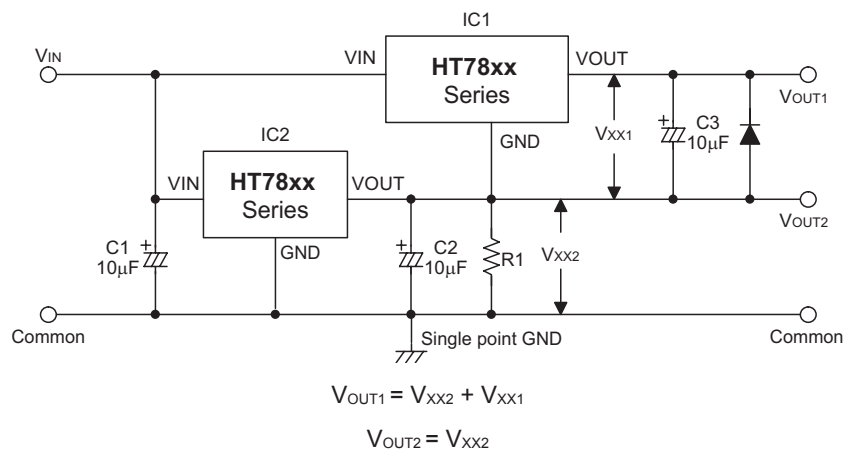 IC1
VIN
VIN
HT78xx
Series
VOUT
VOUT1
GND
VXX1
C3
10μF
IC2
VIN
HT78xx
Series
VOUT
VOUT2
GND
C1
10μF
C2
10μF
R1
VXX2
Common
Single point GND
Common
VOUT1 = VXX2 + VXX1
VOUT2 = VXX2